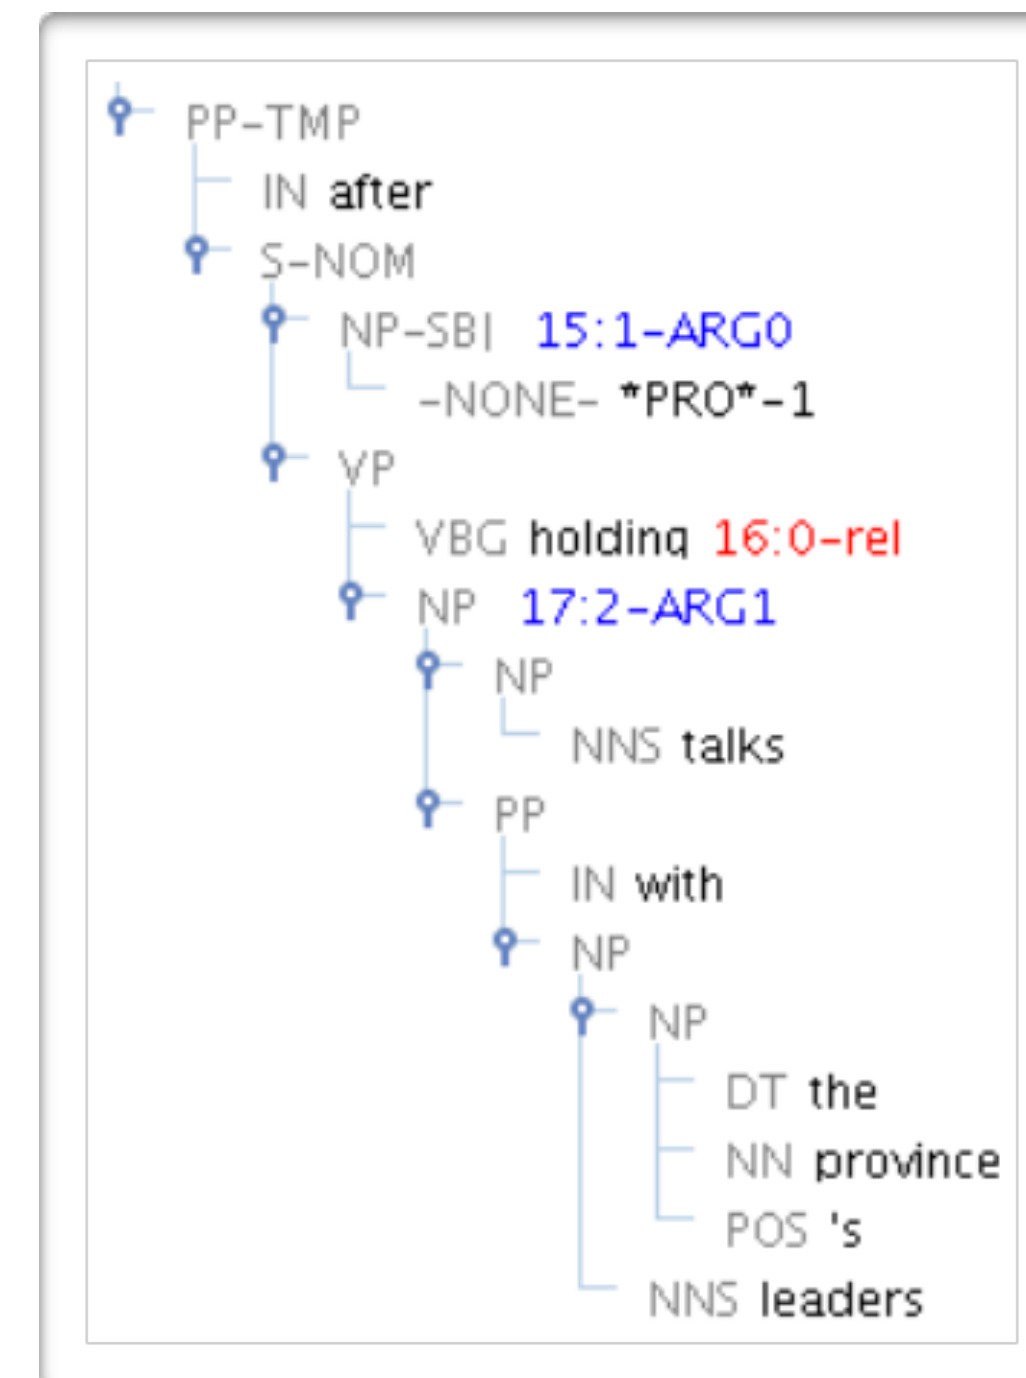 PP-TMP
IN after
S-NOM
NP-SBJ 15:1-ARG0
-NONE- *PRO*-1
VP
VBG holding 16:0-rel
NP 17:2-ARG1
NP
NNS talks
PP
IN with
NP
NP
DT the
NN province
POS 's
NNS leaders